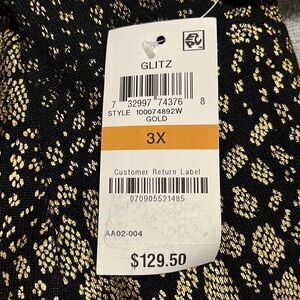 GLITZ
7 32997 74376 8
STYLE 100074892W
GOLD
3X
Customer Return Label
070905521485
AA02-004
$129.50